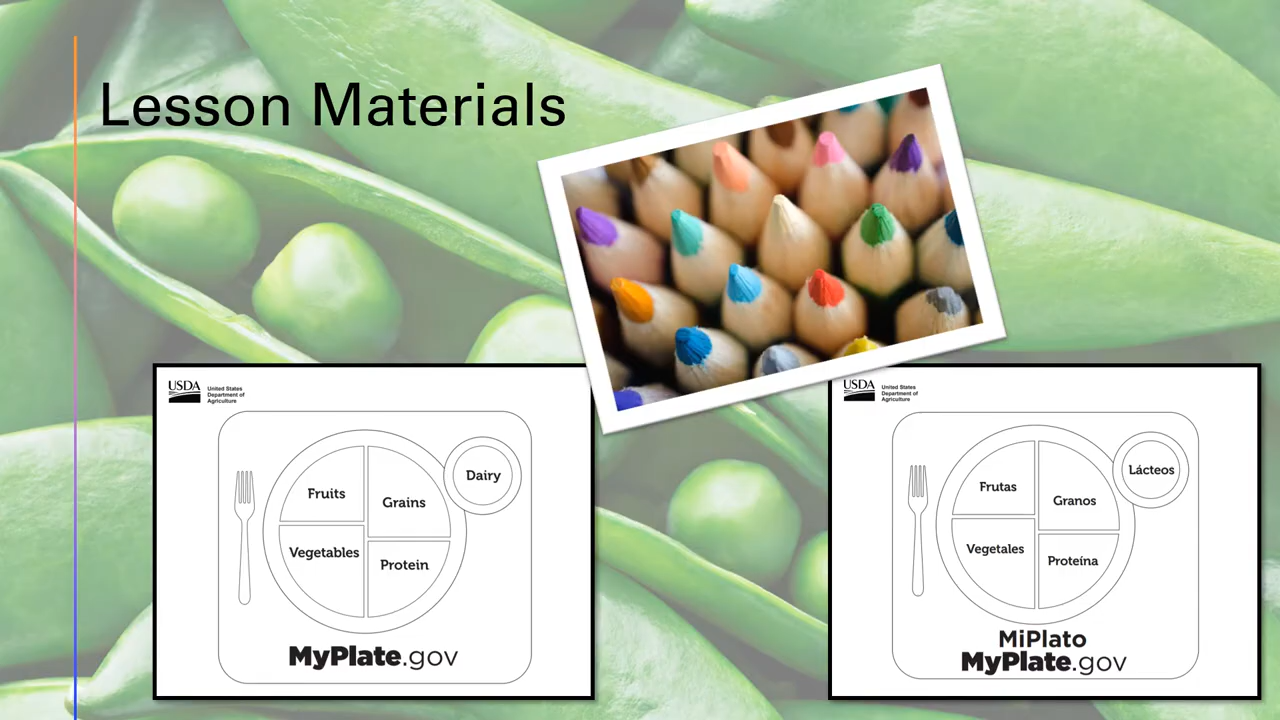 Lesson Materials
USDA
United States
Department of
Agriculture
Fruits
Grains
Dairy
Vegetables
Protein
MyPlate.gov
USDA
United States
Department of
Agriculture
Frutas
Granos
Lácteos
Vegetales
Proteína
MiPlato
MyPlate.gov